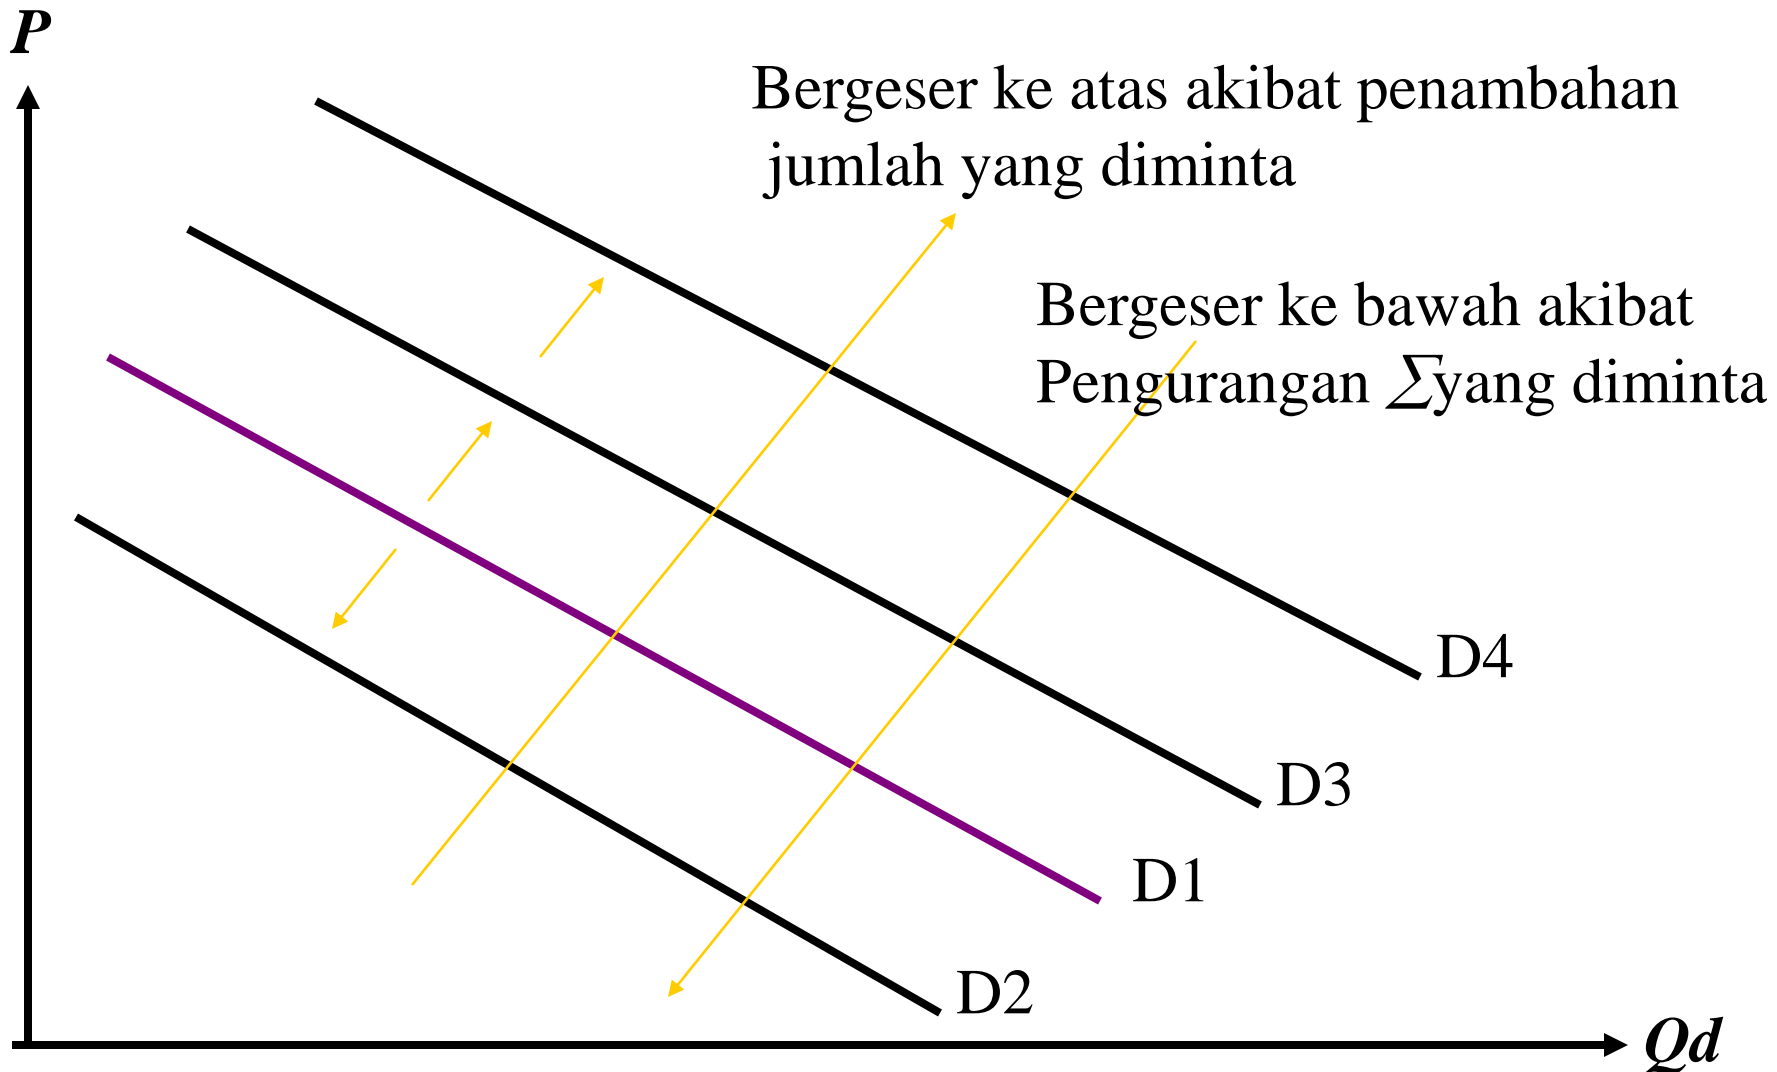 P
Bergeser ke atas akibat penambahan
jumlah yang diminta
Bergeser ke bawah akibat
Pengurangan ∑yang diminta
D4
D3
D1
D2
Qd